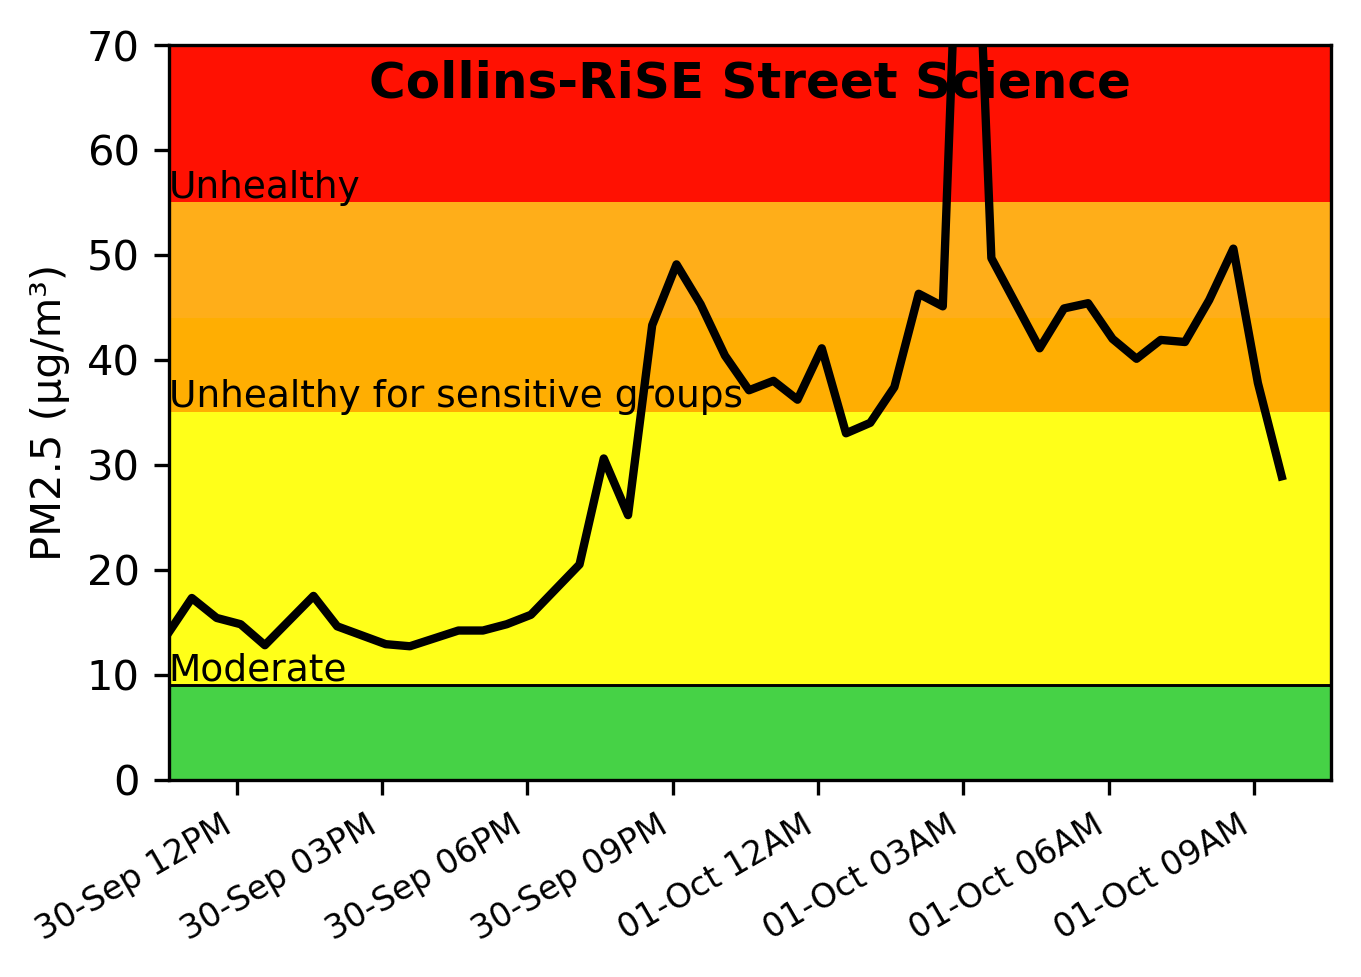 Collins-RiSE Street Science
70
60
50
40
30
20
10
0
PM2.5 (µg/m³)
Unhealthy
Unhealthy for sensitive groups
Moderate
30-Sep 12PM
30-Sep 03PM
30-Sep 06PM
30-Sep 09PM
01-Oct 12AM
01-Oct 03AM
01-Oct 06AM
01-Oct 09AM